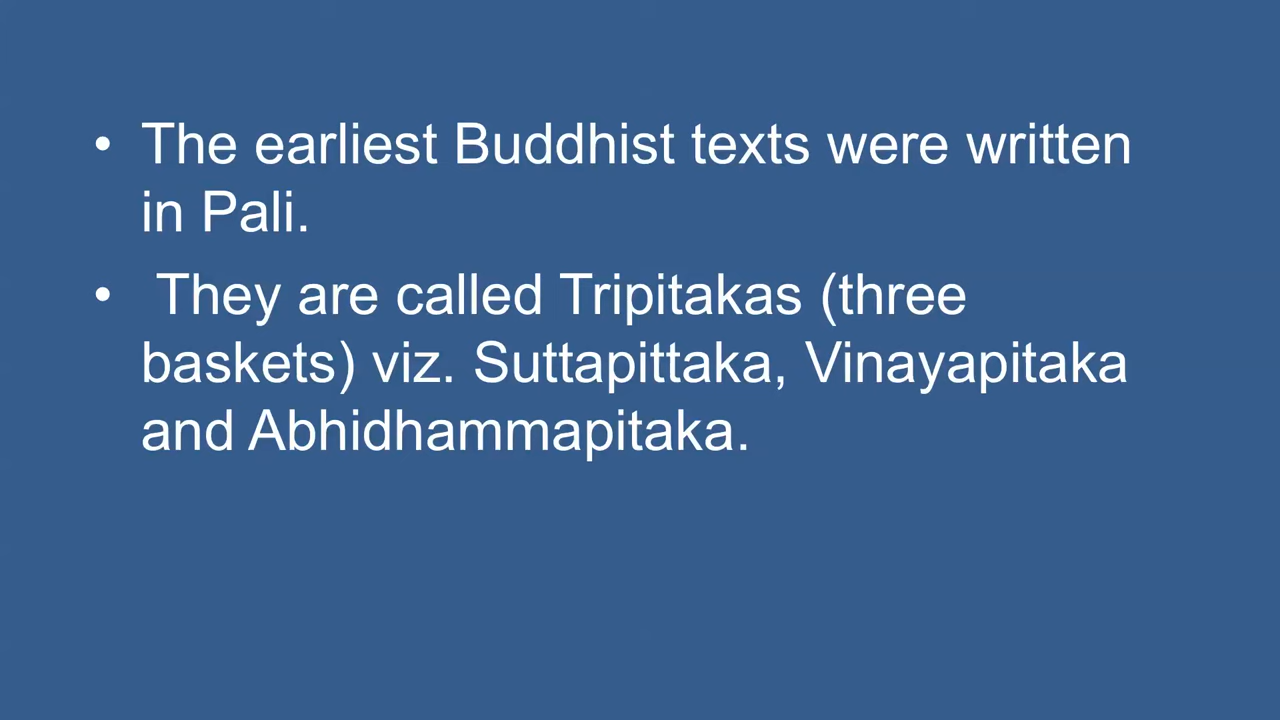 • The earliest Buddhist texts were written
in Pali.
• They are called Tripitakas (three
baskets) viz. Suttapittaka, Vinayapitaka
and Abhidhammapitaka.